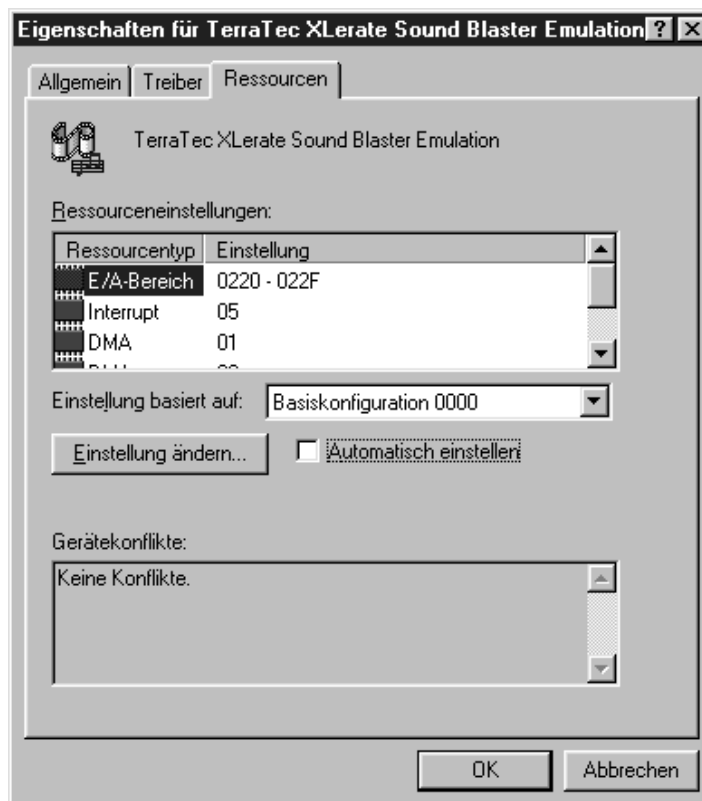 Eigenschaften für TerraTec XLerate Sound Blaster Emulation ? X
Allgemein Treiber Ressourcen
TerraTec XLerate Sound Blaster Emulation
Ressourceneinstellungen:
Ressourcentyp Einstellung
E/A-Bereich 0220 - 022F
Interrupt 05
DMA 01
Einstellung basiert auf: Basiskonfiguration 0000
Einstellung ändern... Automatisch einstellen
Gerätekonflikte:
Keine Konflikte.
OK Abbrechen